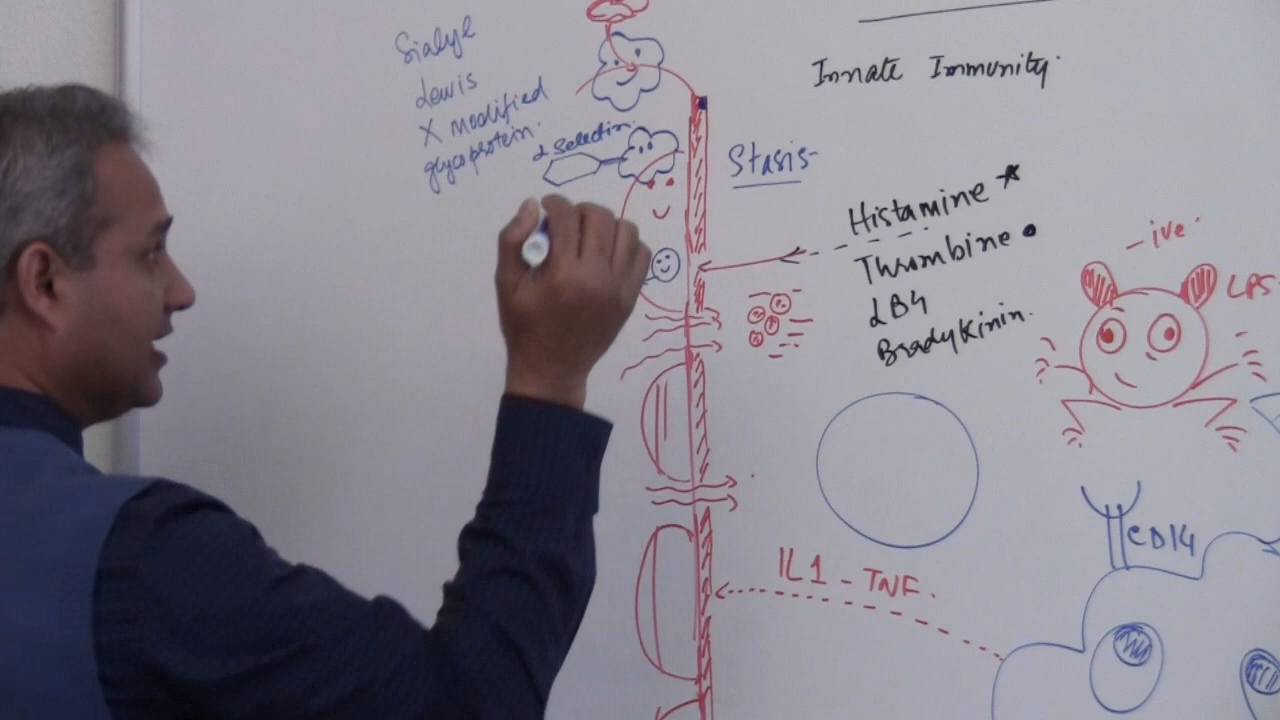 Sialyl
Lewis
X modified
glycoprotein.
L Selectin.
Innate Immunity.
Stasis-
Histamine
Thrombine
LB4
Bradykinin.
-ive.
LPS.
CD14
IL1 - TNF.